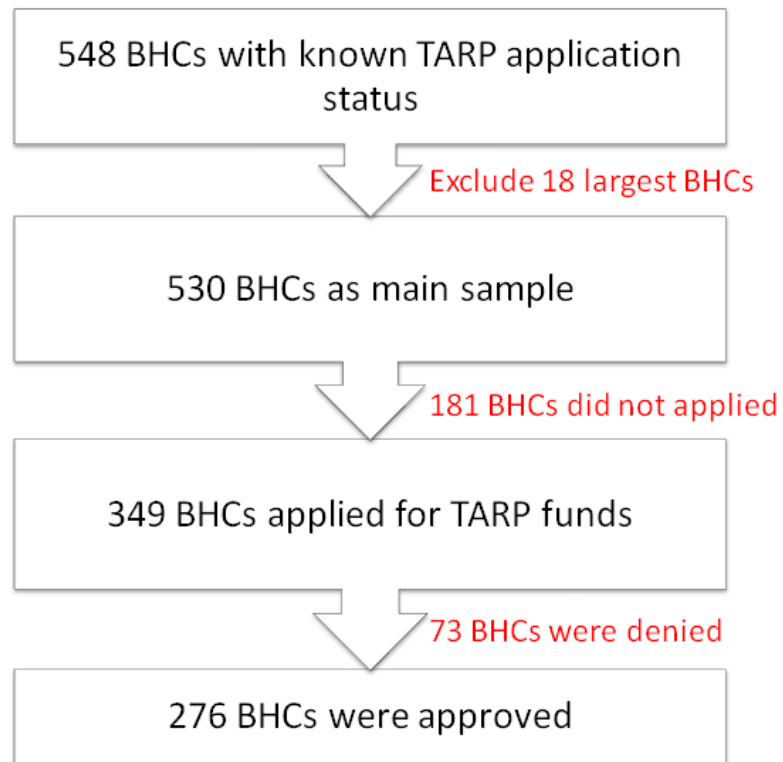 548 BHCs with known TARP application
status
Exclude 18 largest BHCs
530 BHCs as main sample
181 BHCs did not applied
349 BHCs applied for TARP funds
73 BHCs were denied
276 BHCs were approved